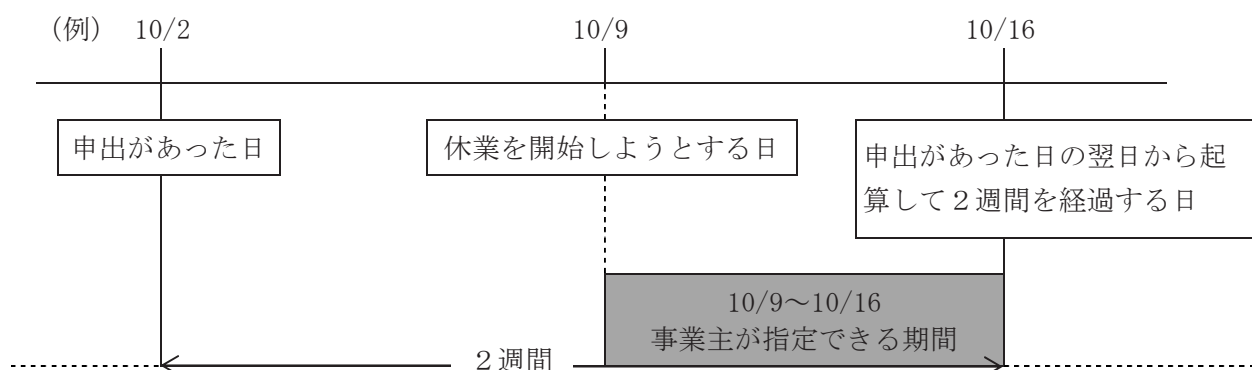 （例） 10/2 10/9 10/16
申出があった日
休業を開始しようとする日
申出があった日の翌日から起
算して２週間を経過する日
10/9～10/16
事業主が指定できる期間
２週間